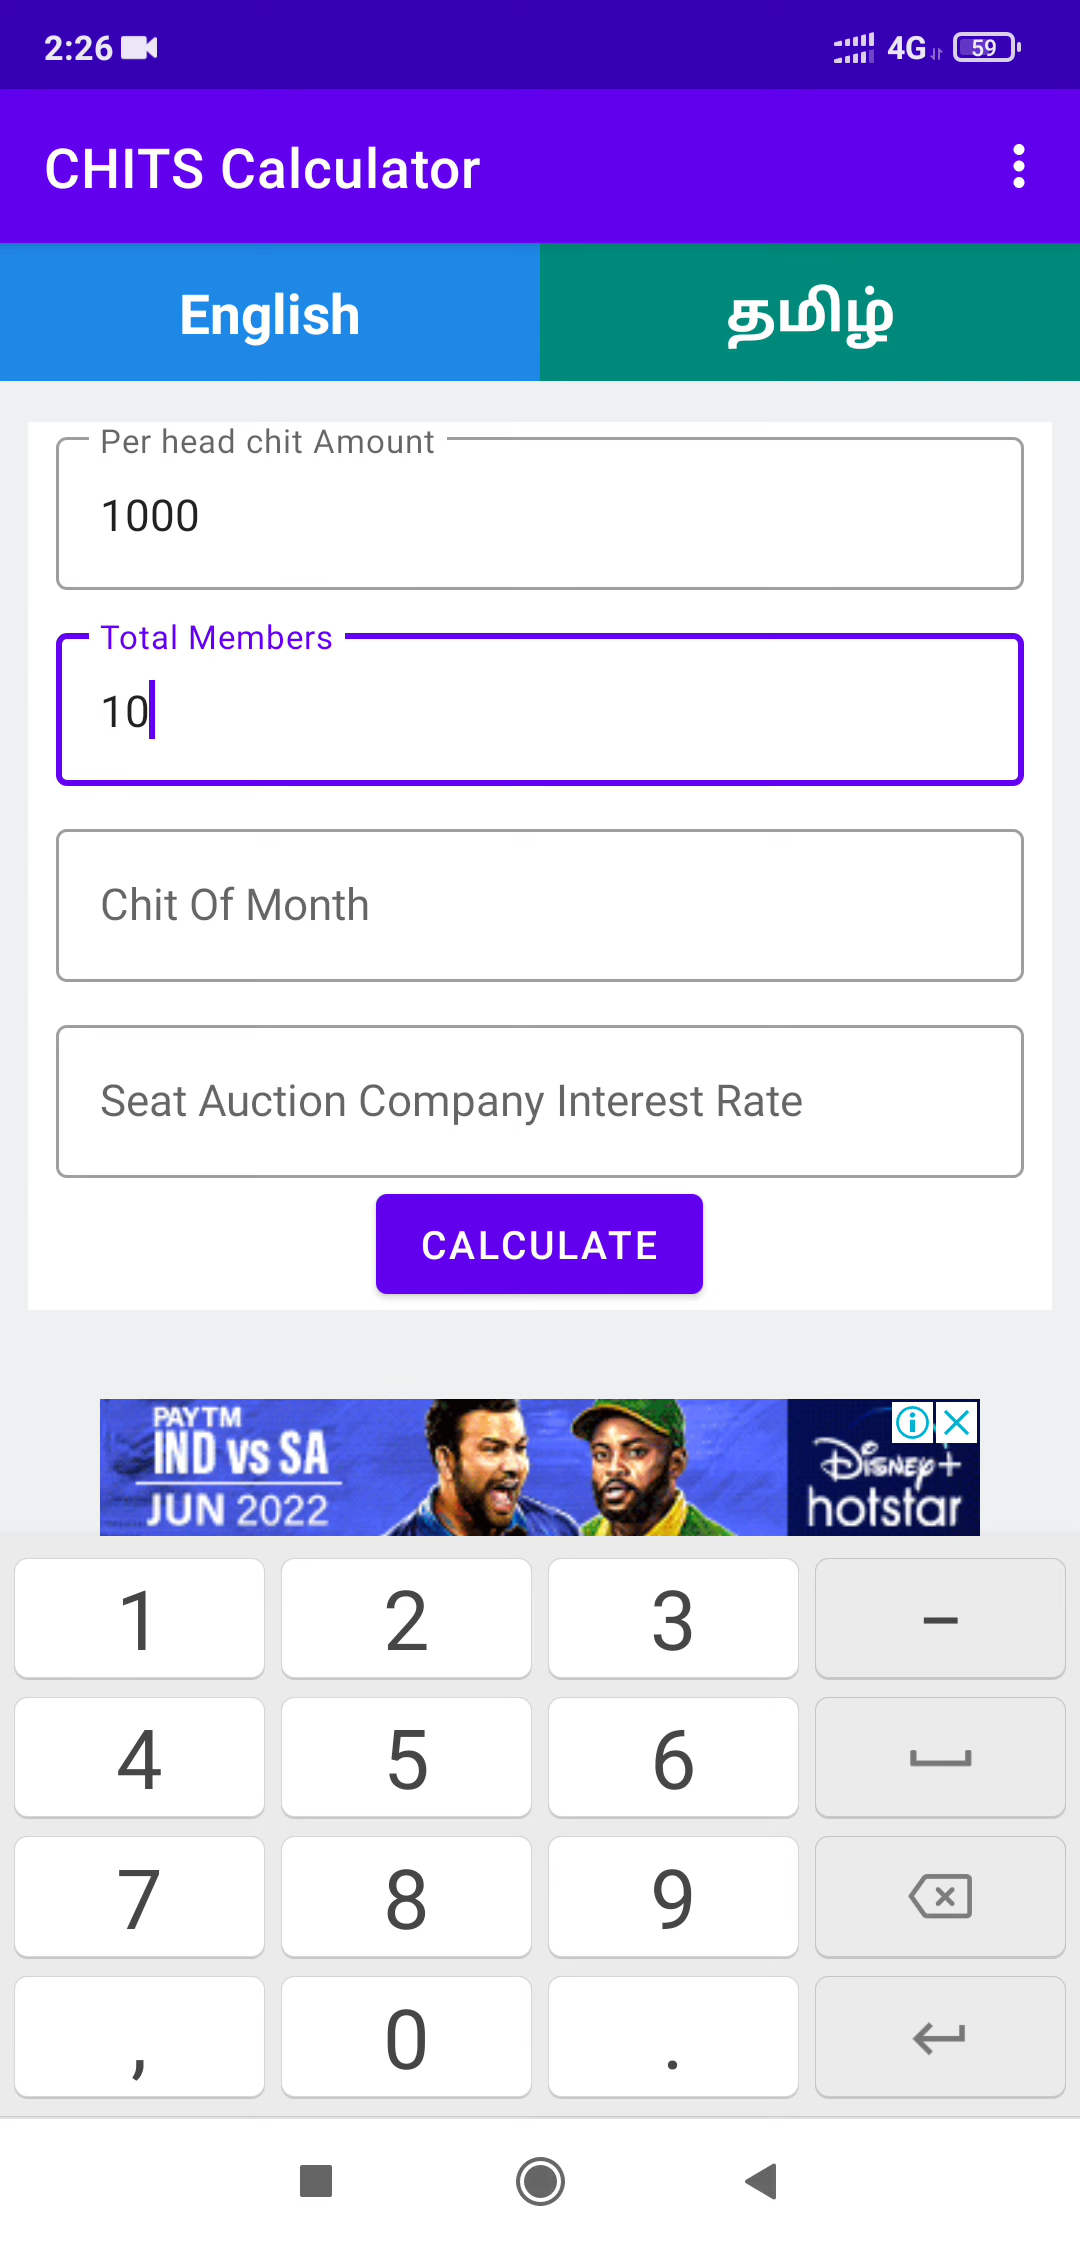 2:26 4G 59
CHITS Calculator
English தமிழ்
Per head chit Amount
1000
Total Members
10
Chit Of Month
Seat Auction Company Interest Rate
CALCULATE
PAYTM
IND vs SA
JUN 2022
Disney+
hotstar
1 2 3 –
4 5 6
7 8 9
, 0 .